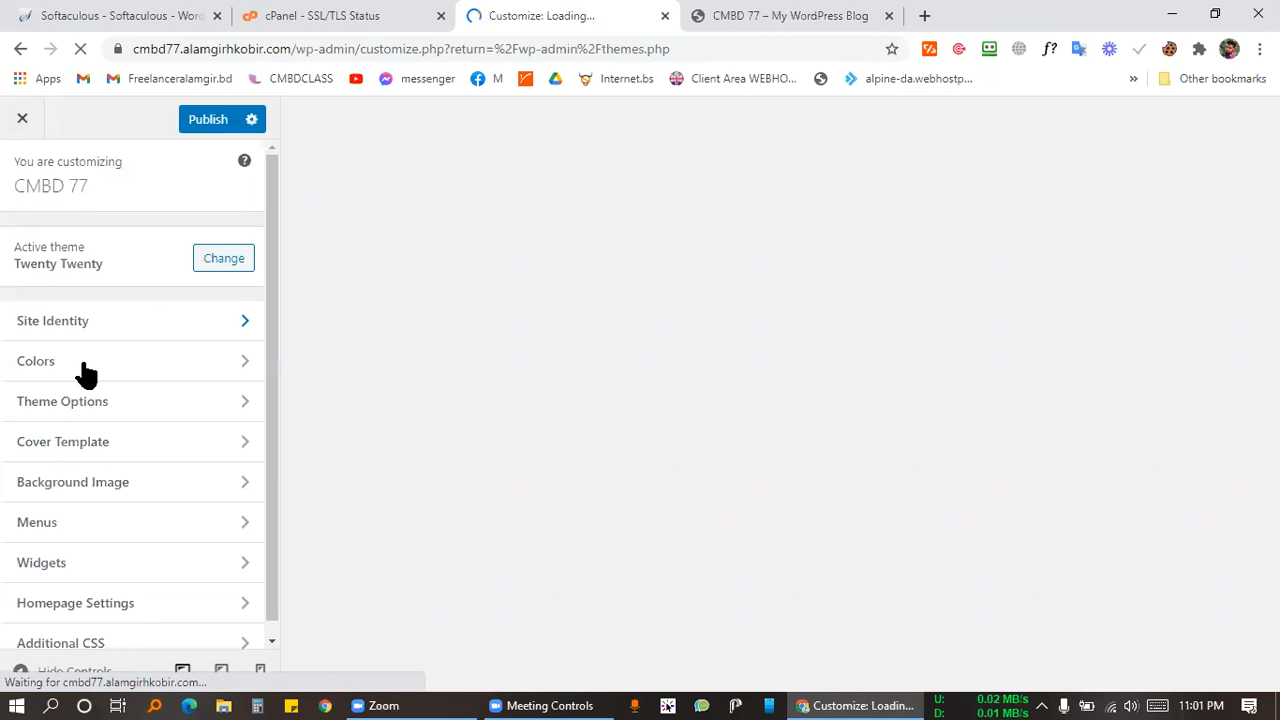 Softaculous - Softaculous - Wor
cPanel - SSL/TLS Status
Customize: Loading...
CMBD 77 – My WordPress Blog
cmbd77.alamgirhkobir.com/wp-admin/customize.php?return=%2Fwp-admin%2Fthemes.php
f?
Apps
Freelanceralamgir.bd
CMBDCLASS
messenger
M
Internet.bs
Client Area WEBHO...
alpine-da.webhostp...
»
Other bookmarks
Publish
You are customizing
CMBD 77
Active theme
Twenty Twenty
Change
Site Identity
Colors
Theme Options
Cover Template
Background Image
Menus
Widgets
Homepage Settings
Additional CSS
Hide Controls
Waiting for cmbd77.alamgirhkobir.com...
Zoom
Meeting Controls
Customize: Loadin...
U: 0.02 MB/s
D: 0.01 MB/s
11:01 PM